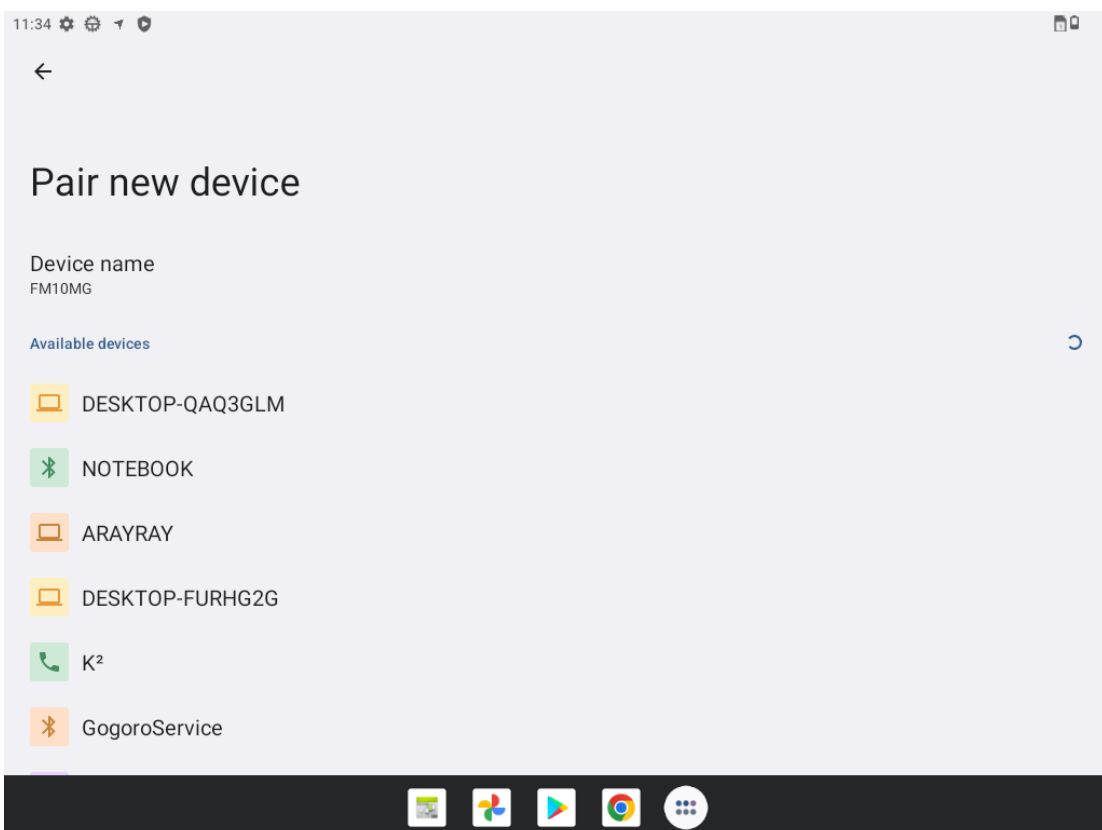 11:34
Pair new device
Device name
FM10MG
Available devices
DESKTOP-QAQ3GLM
NOTEBOOK
ARAYRAY
DESKTOP-FURHG2G
K²
GogoroService